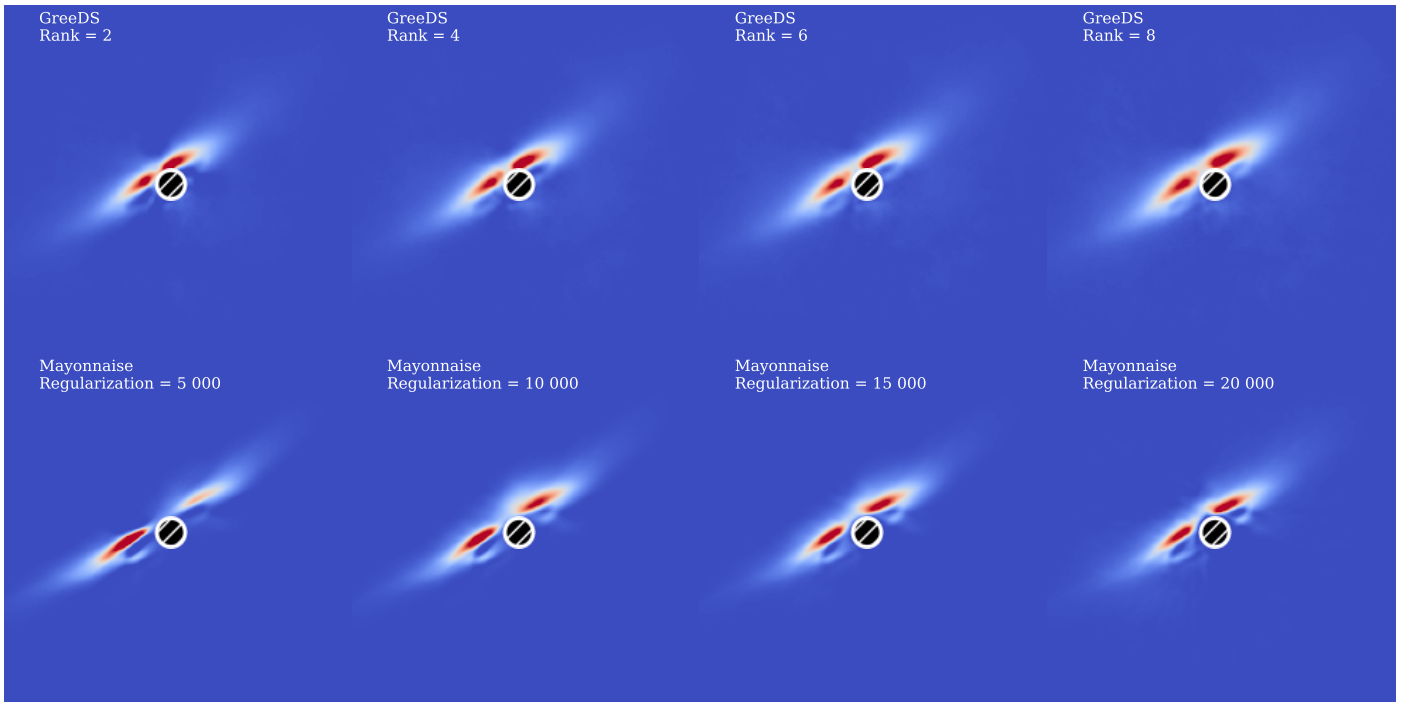 GreeDS
Rank = 2
GreeDS
Rank = 4
GreeDS
Rank = 6
GreeDS
Rank = 8
Mayonnaise
Regularization = 5 000
Mayonnaise
Regularization = 10 000
Mayonnaise
Regularization = 15 000
Mayonnaise
Regularization = 20 000